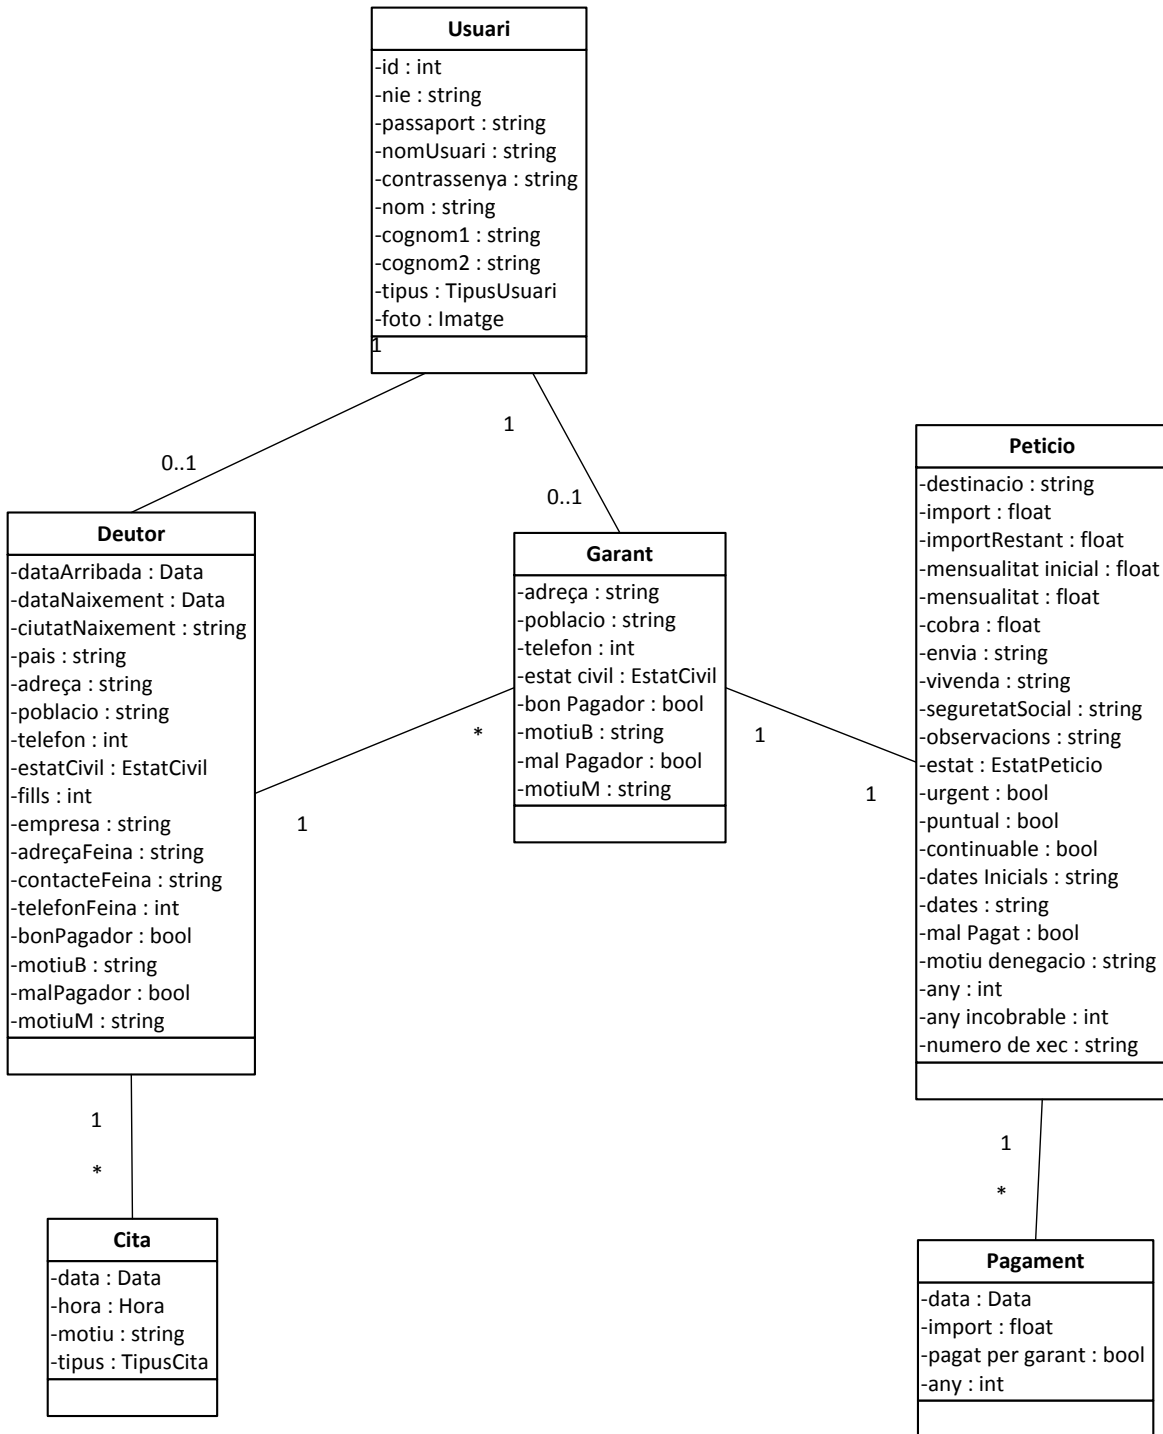 Usuari
-id : int
-nie : string
-passaport : string
-nomUsuari : string
-contrassenya : string
-nom : string
-cognom1 : string
-cognom2 : string
-tipus : TipusUsuari
-foto : Imatge
1
1
0..1
0..1
Deutor
-dataArribada : Data
-dataNaixement : Data
-ciutatNaixement : string
-pais : string
-adreça : string
-poblacio : string
-telefon : int
-estatCivil : EstatCivil
-fills : int
-empresa : string
-adreçaFeina : string
-contacteFeina : string
-telefonFeina : int
-bonPagador : bool
-motiuB : string
-malPagador : bool
-motiuM : string
*
1
Garant
-adreça : string
-poblacio : string
-telefon : int
-estat civil : EstatCivil
-bon Pagador : bool
-motiuB : string
-mal Pagador : bool
-motiuM : string
1
1
Peticio
-destinacio : string
-import : float
-importRestant : float
-mensualitat inicial : float
-mensualitat : float
-cobra : float
-envia : string
-vivenda : string
-seguretatSocial : string
-observacions : string
-estat : EstatPeticio
-urgent : bool
-puntual : bool
-continuable : bool
-dates Inicials : string
-dates : string
-mal Pagat : bool
-motiu denegacio : string
-any : int
-any incobrable : int
-numero de xec : string
1
*
Cita
-data : Data
-hora : Hora
-motiu : string
-tipus : TipusCita
1
*
Pagament
-data : Data
-import : float
-pagat per garant : bool
-any : int